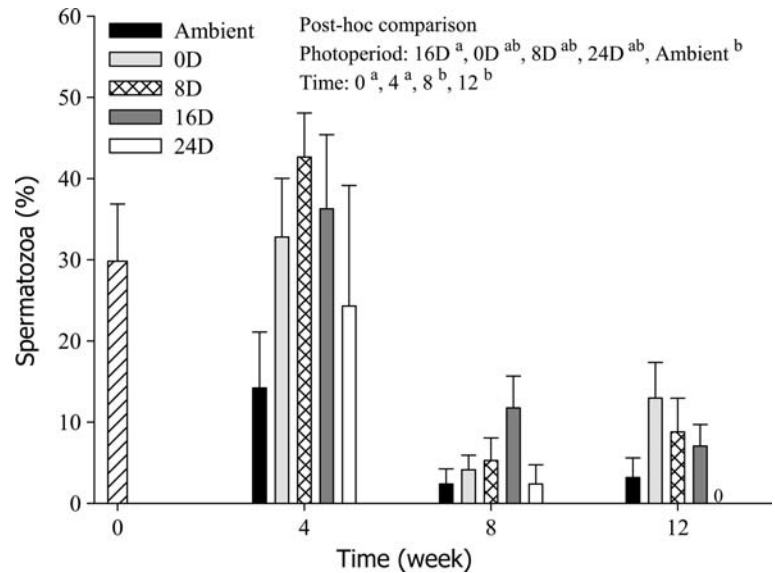 Post-hoc comparison
Photoperiod: 16D a, 0D ab, 8D ab, 24D ab, Ambient b
Time: 0 a, 4 a, 8 b, 12 b
Ambient
0D
8D
16D
24D
Spermatozoa (%)
60
50
40
30
20
10
0
0
0 4 8 12
Time (week)